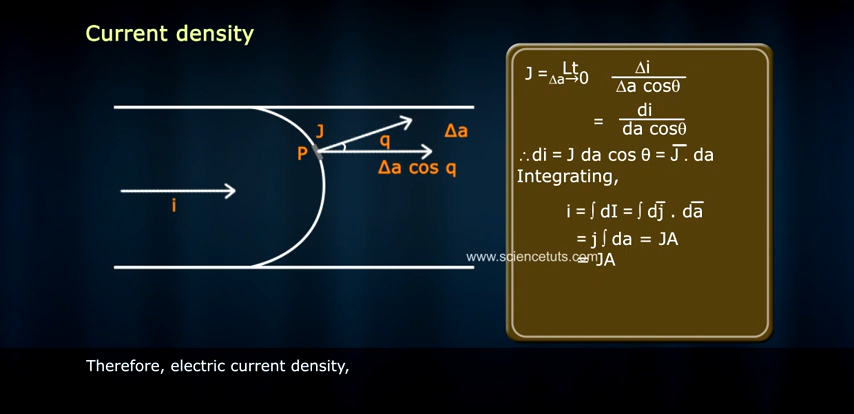 Current density
J
P
q
Δa
Δa cos q
i
J = Lt Δa→0 Δi / Δa cosθ
= di / da cosθ
∴di = J da cos θ = J̅ . da
Integrating,
i = ∫ dI = ∫ dj̅ . da̅
= j ∫ da = JA
= JA
www.sciencetuts.com
Therefore, electric current density,